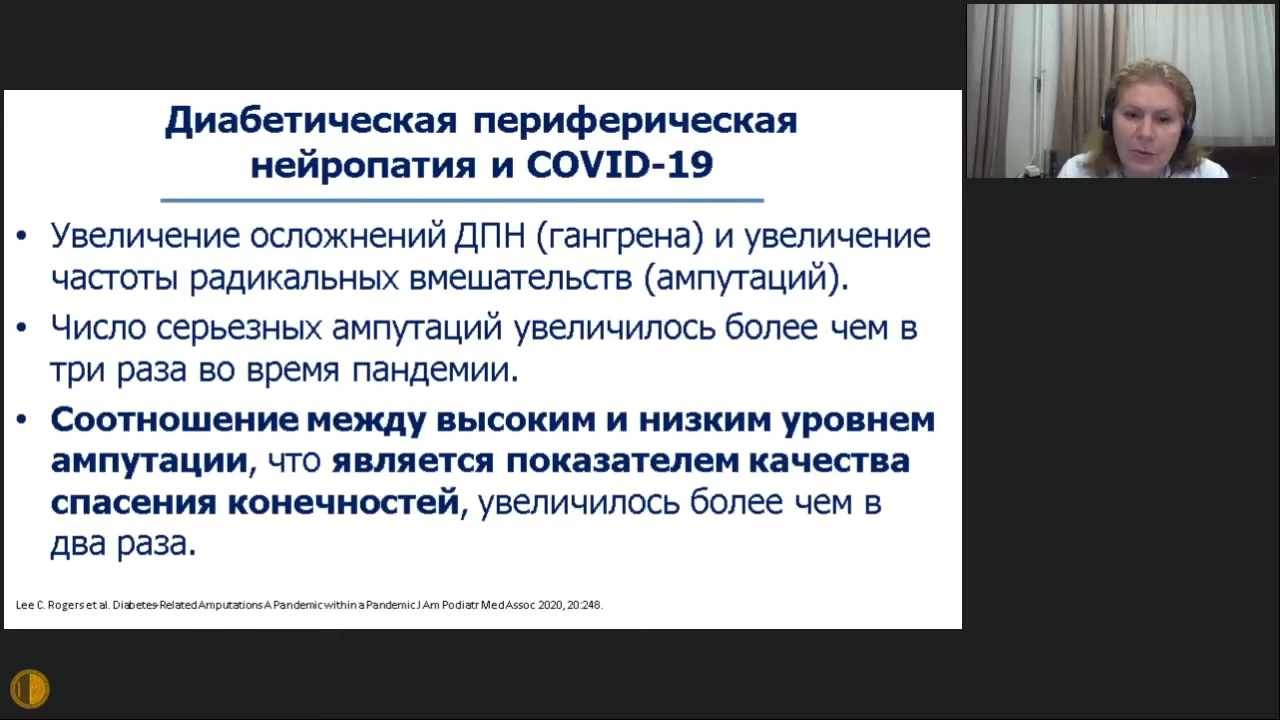 Диабетическая периферическая
нейропатия и COVID-19
• Увеличение осложнений ДПН (гангрена) и увеличение
частоты радикальных вмешательств (ампутаций).
• Число серьезных ампутаций увеличилось более чем в
три раза во время пандемии.
• Соотношение между высоким и низким уровнем
ампутации, что является показателем качества
спасения конечностей, увеличилось более чем в
два раза.
Lee C. Rogers et al. Diabetes-Related Amputations A Pandemic within a Pandemic J Am Podiatr Med Assoc 2020, 20:248.